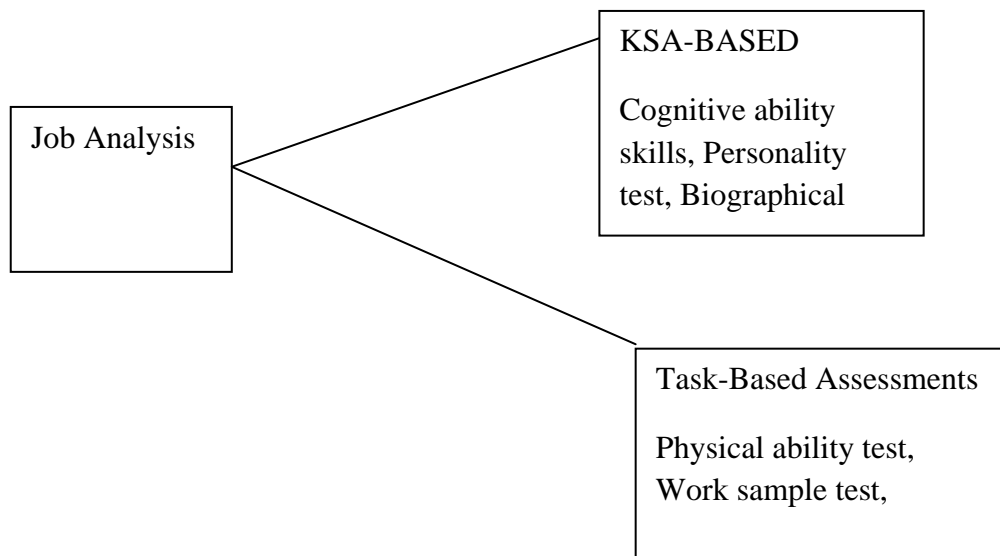 Job Analysis
KSA-BASED
Cognitive ability
skills, Personality
test, Biographical
Task-Based Assessments
Physical ability test,
Work sample test,